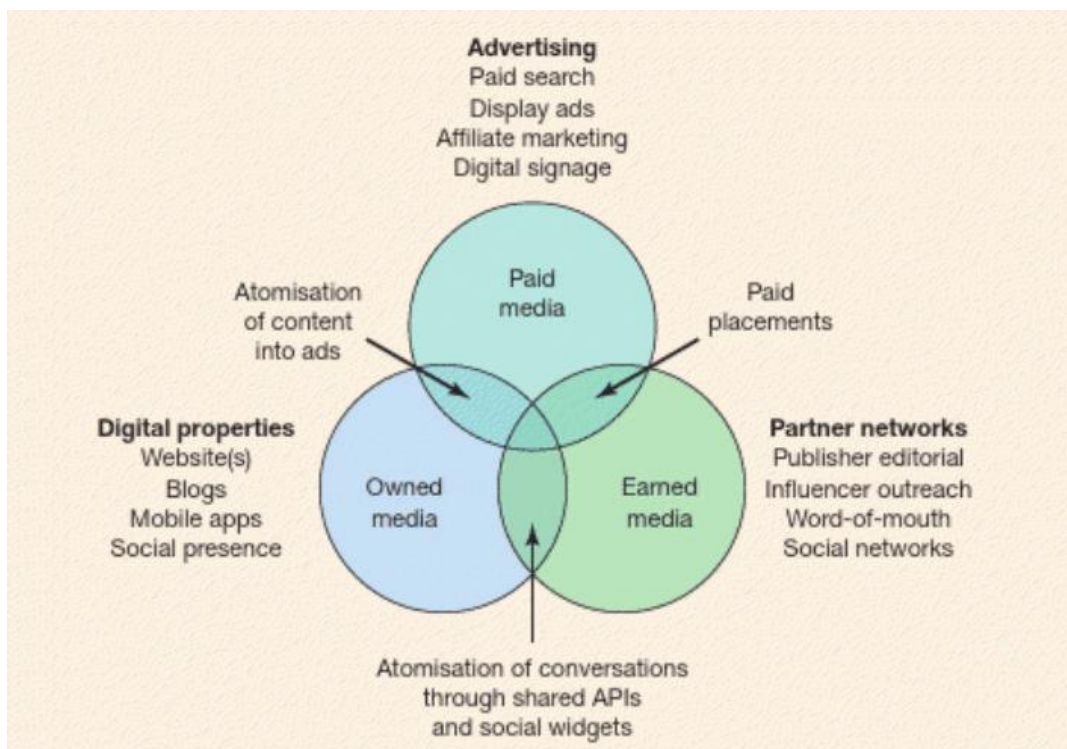 Advertising
Paid search
Display ads
Affiliate marketing
Digital signage
Paid
media
Atomisation
of content
into ads
Paid
placements
Digital properties
Website(s)
Blogs
Mobile apps
Social presence
Owned
media
Earned
media
Partner networks
Publisher editorial
Influencer outreach
Word-of-mouth
Social networks
Atomisation of conversations
through shared APIs
and social widgets